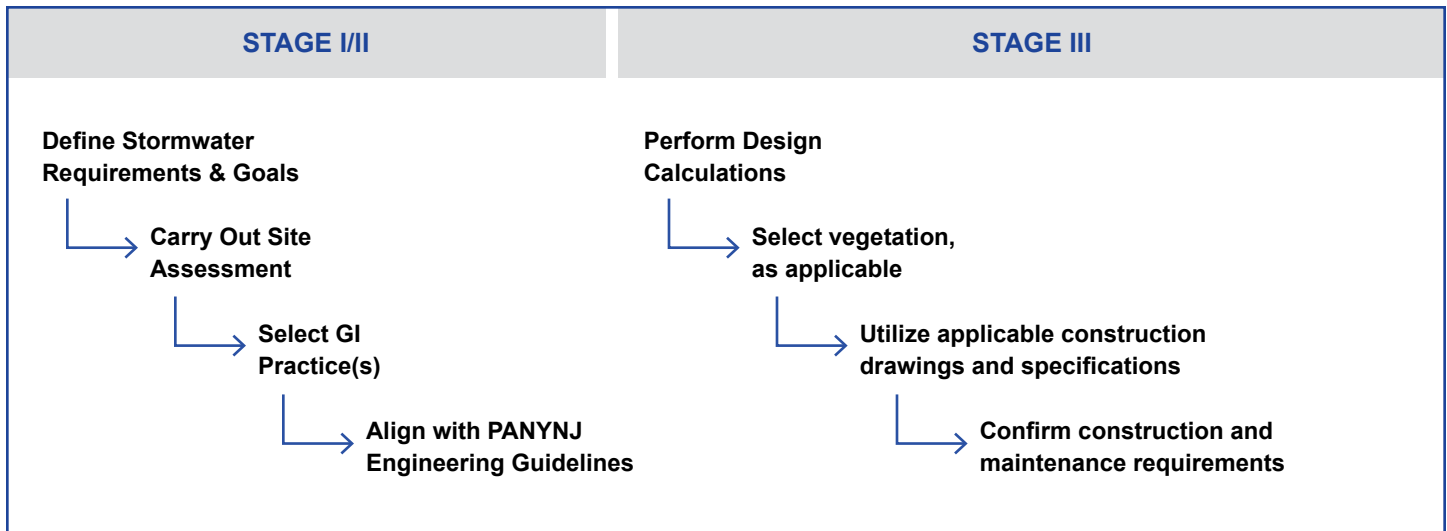 STAGE I/II
Define Stormwater
Requirements & Goals
Carry Out Site
Assessment
Select GI
Practice(s)
Align with PANYNJ
Engineering Guidelines
STAGE III
Perform Design
Calculations
Select vegetation,
as applicable
Utilize applicable construction
drawings and specifications
Confirm construction and
maintenance requirements